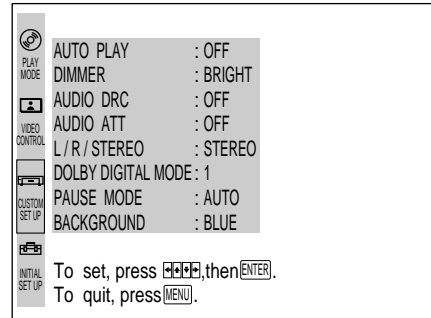 PLAY
MODE
VIDEO
CONTROL
CUSTOM
SET UP
INITIAL
SET UP
AUTO PLAY : OFF
DIMMER : BRIGHT
AUDIO DRC : OFF
AUDIO ATT : OFF
L / R / STEREO : STEREO
DOLBY DIGITAL MODE : 1
PAUSE MODE : AUTO
BACKGROUND : BLUE
To set, press ,then ENTER.
To quit, press MENU.